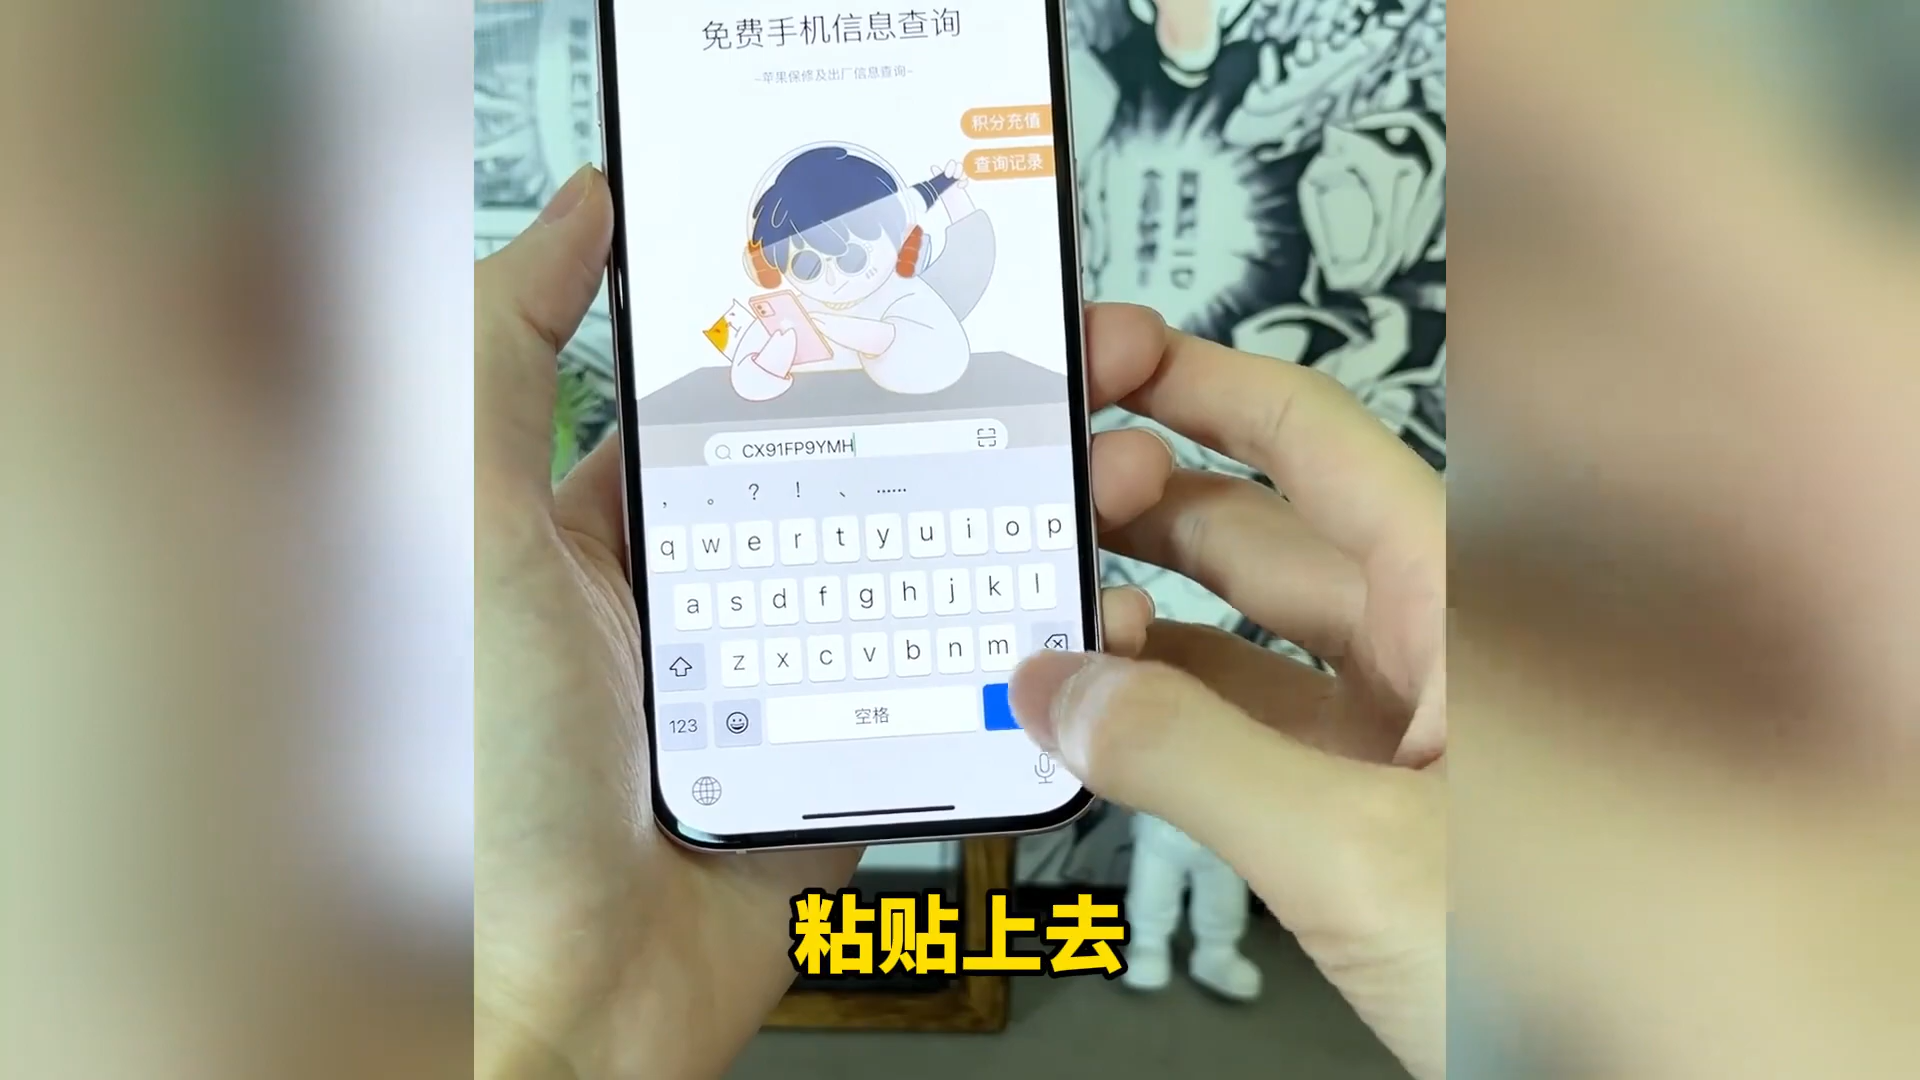 免费手机信息查询
-苹果保修及出厂信息查询-
积分充值
查询记录
CX91FP9YMH
， 。 ? ! 、 ······
q w e r t y u i o p
a s d f g h j k l
z x c v b n m
123 空格
粘贴上去